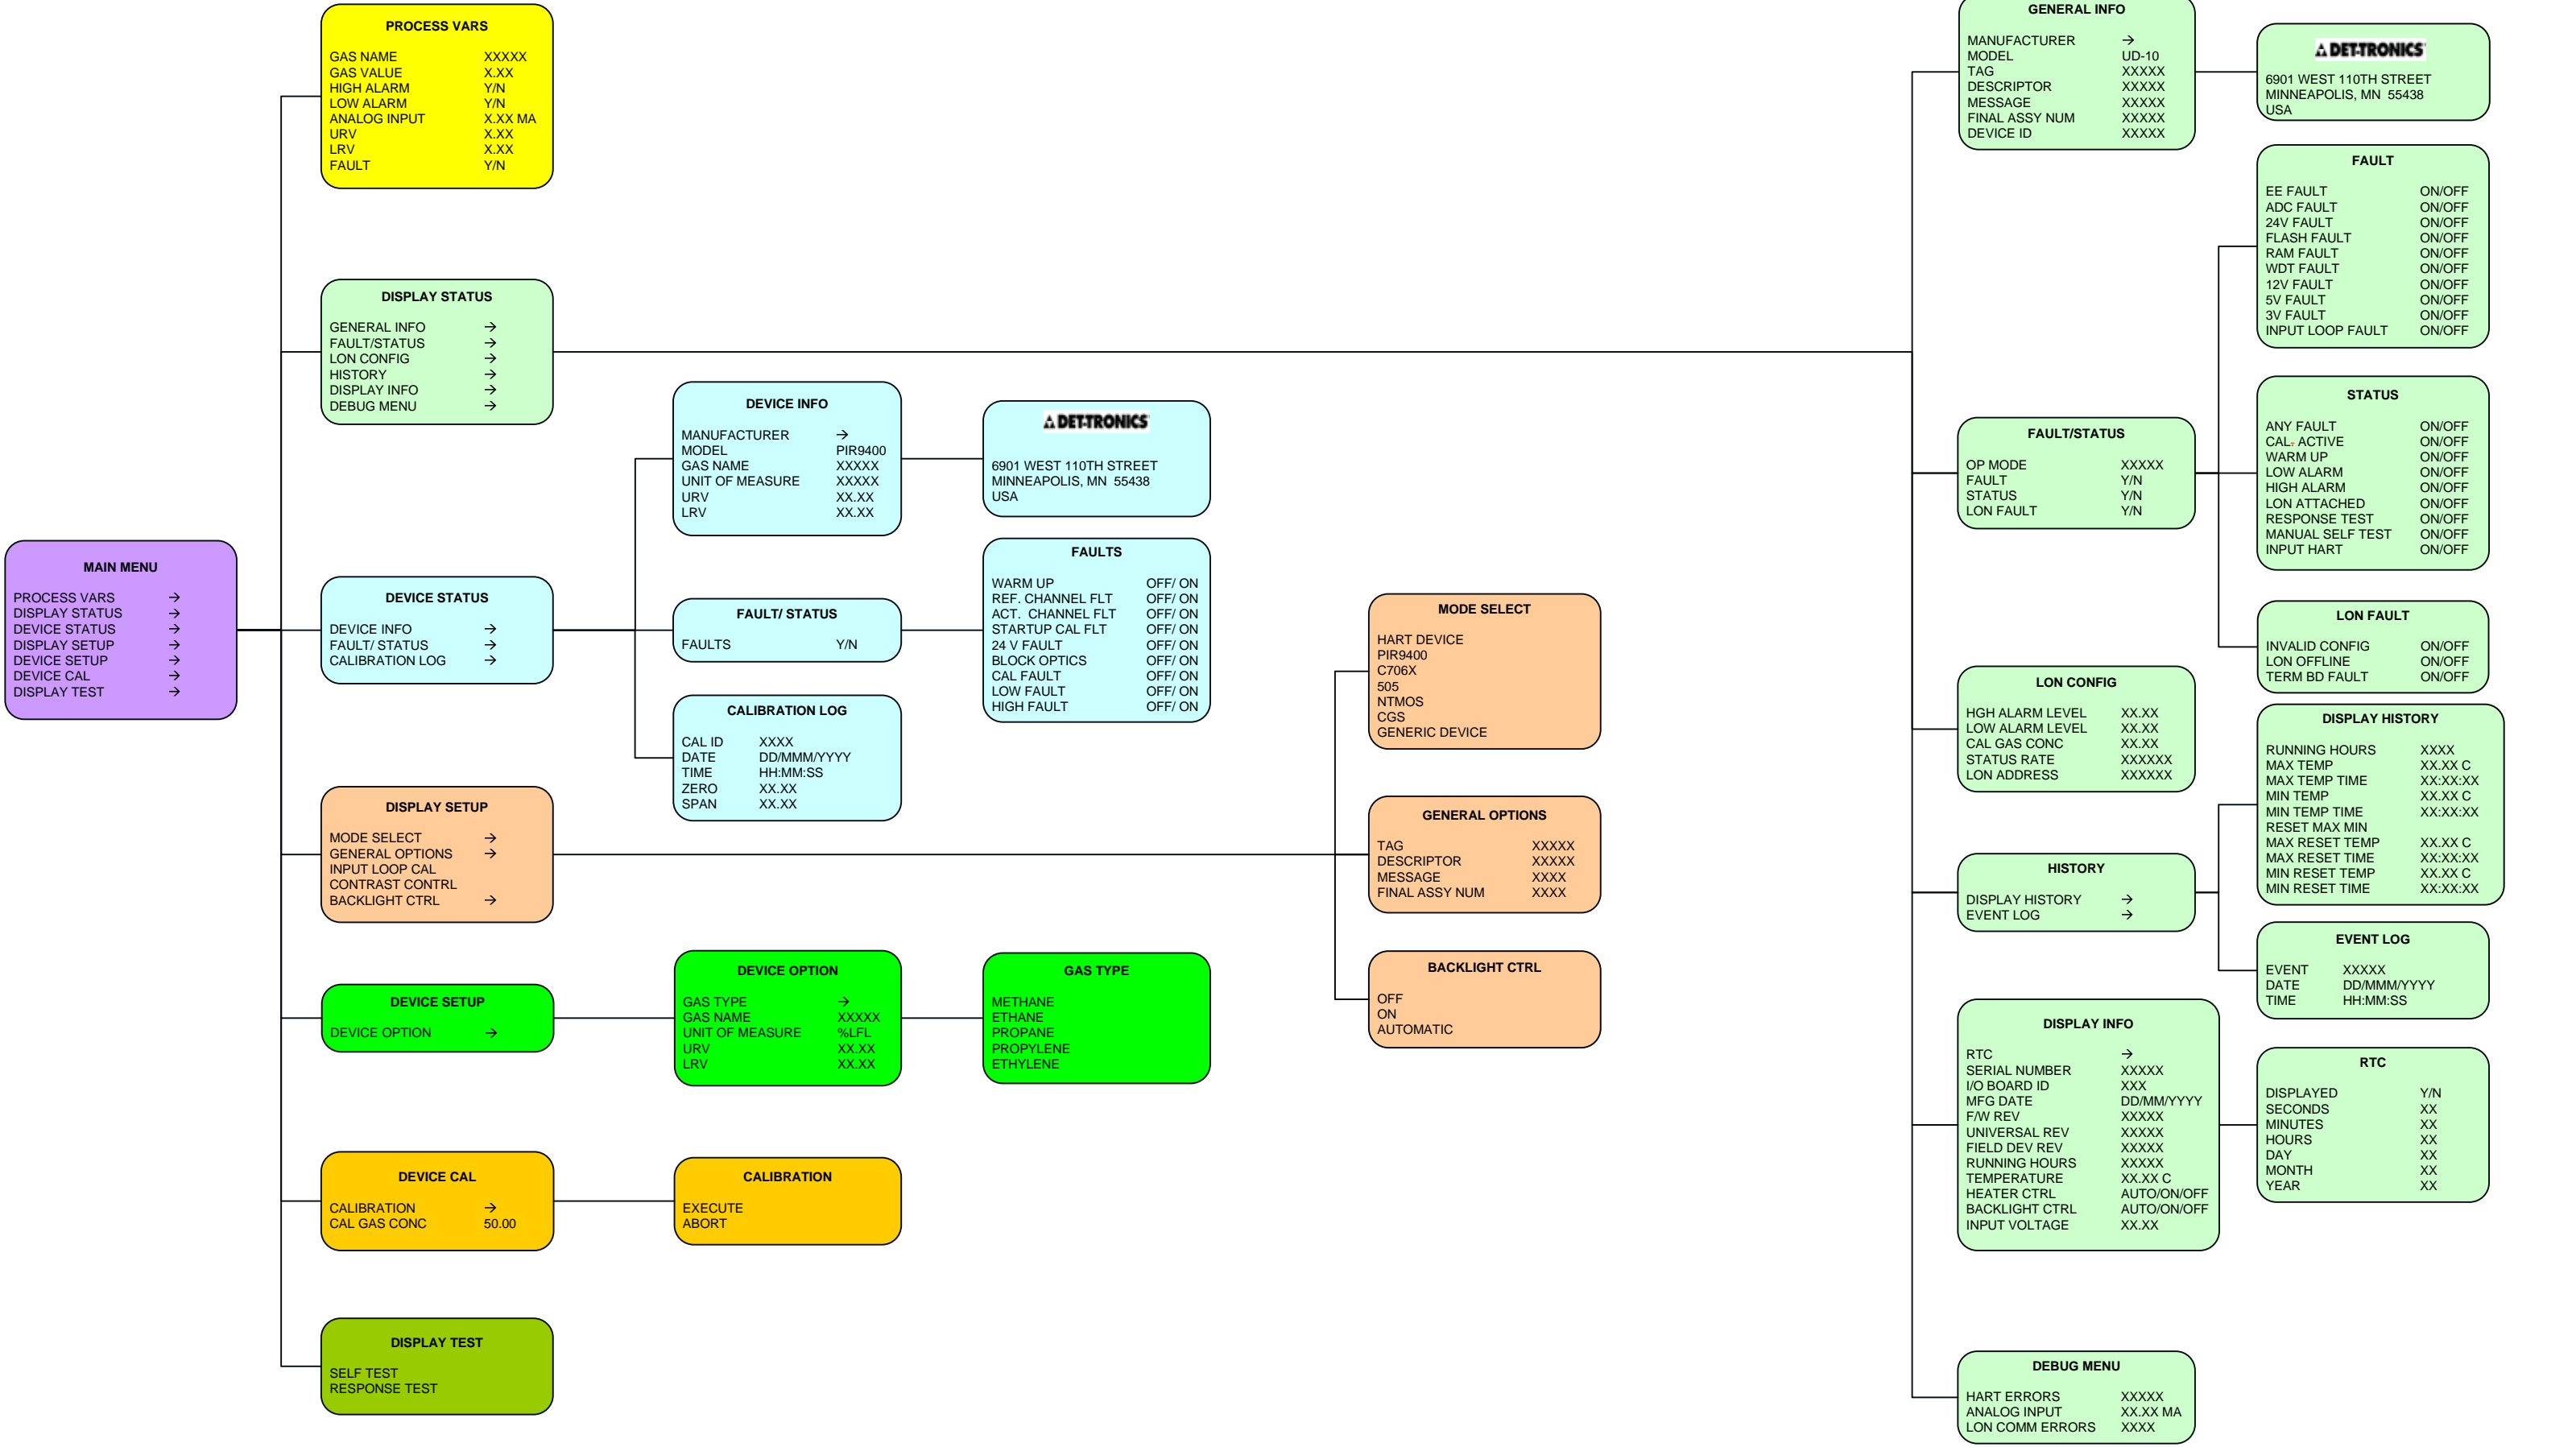 MAIN MENU
PROCESS VARS →
DISPLAY STATUS →
DEVICE STATUS →
DISPLAY SETUP →
DEVICE SETUP →
DEVICE CAL →
DISPLAY TEST →
PROCESS VARS
GAS NAME XXXXX
GAS VALUE X.XX
HIGH ALARM Y/N
LOW ALARM Y/N
ANALOG INPUT X.XX MA
URV X.XX
LRV X.XX
FAULT Y/N
DISPLAY STATUS
GENERAL INFO →
FAULT/STATUS →
LON CONFIG →
HISTORY →
DISPLAY INFO →
DEBUG MENU →
DEVICE STATUS
DEVICE INFO →
FAULT/ STATUS →
CALIBRATION LOG →
DISPLAY SETUP
MODE SELECT →
GENERAL OPTIONS →
INPUT LOOP CAL
CONTRAST CONTRL
BACKLIGHT CTRL →
DEVICE SETUP
DEVICE OPTION →
DEVICE CAL
CALIBRATION →
CAL GAS CONC 50.00
DISPLAY TEST
SELF TEST
RESPONSE TEST
DEVICE INFO
MANUFACTURER →
MODEL PIR9400
GAS NAME XXXXX
UNIT OF MEASURE XXXXX
URV XX.XX
LRV XX.XX
FAULT/ STATUS
FAULTS Y/N
CALIBRATION LOG
CAL ID XXXX
DATE DD/MMM/YYYY
TIME HH:MM:SS
ZERO XX.XX
SPAN XX.XX
DEVICE OPTION
GAS TYPE →
GAS NAME XXXXX
UNIT OF MEASURE %LFL
URV XX.XX
LRV XX.XX
CALIBRATION
EXECUTE
ABORT
DET-TRONICS
6901 WEST 110TH STREET
MINNEAPOLIS, MN 55438
USA
FAULTS
WARM UP OFF/ ON
REF. CHANNEL FLT OFF/ ON
ACT. CHANNEL FLT OFF/ ON
STARTUP CAL FLT OFF/ ON
24 V FAULT OFF/ ON
BLOCK OPTICS OFF/ ON
CAL FAULT OFF/ ON
LOW FAULT OFF/ ON
HIGH FAULT OFF/ ON
GAS TYPE
METHANE
ETHANE
PROPANE
PROPYLENE
ETHYLENE
MODE SELECT
HART DEVICE
PIR9400
C706X
505
NTMOS
CGS
GENERIC DEVICE
GENERAL OPTIONS
TAG XXXXX
DESCRIPTOR XXXXX
MESSAGE XXXX
FINAL ASSY NUM XXXX
BACKLIGHT CTRL
OFF
ON
AUTOMATIC
GENERAL INFO
MANUFACTURER →
MODEL UD-10
TAG XXXXX
DESCRIPTOR XXXXX
MESSAGE XXXXX
FINAL ASSY NUM XXXXX
DEVICE ID XXXXX
FAULT/STATUS
OP MODE XXXXX
FAULT Y/N
STATUS Y/N
LON FAULT Y/N
LON CONFIG
HGH ALARM LEVEL XX.XX
LOW ALARM LEVEL XX.XX
CAL GAS CONC XX.XX
STATUS RATE XXXXXX
LON ADDRESS XXXXXX
HISTORY
DISPLAY HISTORY →
EVENT LOG →
DISPLAY INFO
RTC →
SERIAL NUMBER XXXXX
I/O BOARD ID XXX
MFG DATE DD/MM/YYYY
F/W REV XXXXX
UNIVERSAL REV XXXXX
FIELD DEV REV XXXXX
RUNNING HOURS XXXXX
TEMPERATURE XX.XX C
HEATER CTRL AUTO/ON/OFF
BACKLIGHT CTRL AUTO/ON/OFF
INPUT VOLTAGE XX.XX
DEBUG MENU
HART ERRORS XXXXX
ANALOG INPUT XX.XX MA
LON COMM ERRORS XXXX
DET-TRONICS
6901 WEST 110TH STREET
MINNEAPOLIS, MN 55438
USA
FAULT
EE FAULT ON/OFF
ADC FAULT ON/OFF
24V FAULT ON/OFF
FLASH FAULT ON/OFF
RAM FAULT ON/OFF
WDT FAULT ON/OFF
12V FAULT ON/OFF
5V FAULT ON/OFF
3V FAULT ON/OFF
INPUT LOOP FAULT ON/OFF
STATUS
ANY FAULT ON/OFF
CAL. ACTIVE ON/OFF
WARM UP ON/OFF
LOW ALARM ON/OFF
HIGH ALARM ON/OFF
LON ATTACHED ON/OFF
RESPONSE TEST ON/OFF
MANUAL SELF TEST ON/OFF
INPUT HART ON/OFF
LON FAULT
INVALID CONFIG ON/OFF
LON OFFLINE ON/OFF
TERM BD FAULT ON/OFF
DISPLAY HISTORY
RUNNING HOURS XXXX
MAX TEMP XX.XX C
MAX TEMP TIME XX:XX:XX
MIN TEMP XX.XX C
MIN TEMP TIME XX:XX:XX
RESET MAX MIN
MAX RESET TEMP XX.XX C
MAX RESET TIME XX:XX:XX
MIN RESET TEMP XX.XX C
MIN RESET TIME XX:XX:XX
EVENT LOG
EVENT XXXXX
DATE DD/MMM/YYYY
TIME HH:MM:SS
RTC
DISPLAYED Y/N
SECONDS XX
MINUTES XX
HOURS XX
DAY XX
MONTH XX
YEAR XX